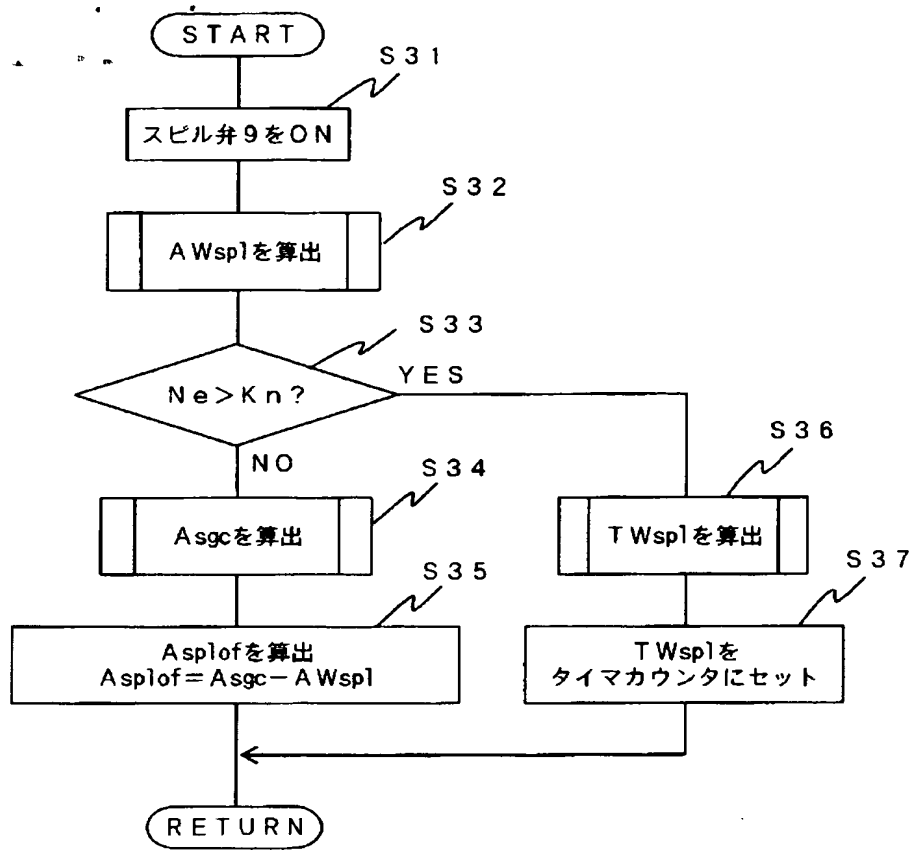 START
S31
スピル弁9をON
S32
AWsplを算出
S33
Ne>Kn?
YES
NO
S34
Asgcを算出
S36
TWsplを算出
S35
Asplofを算出
Asplof=Asgc-AWspl
S37
TWsplを
タイマカウンタにセット
RETURN